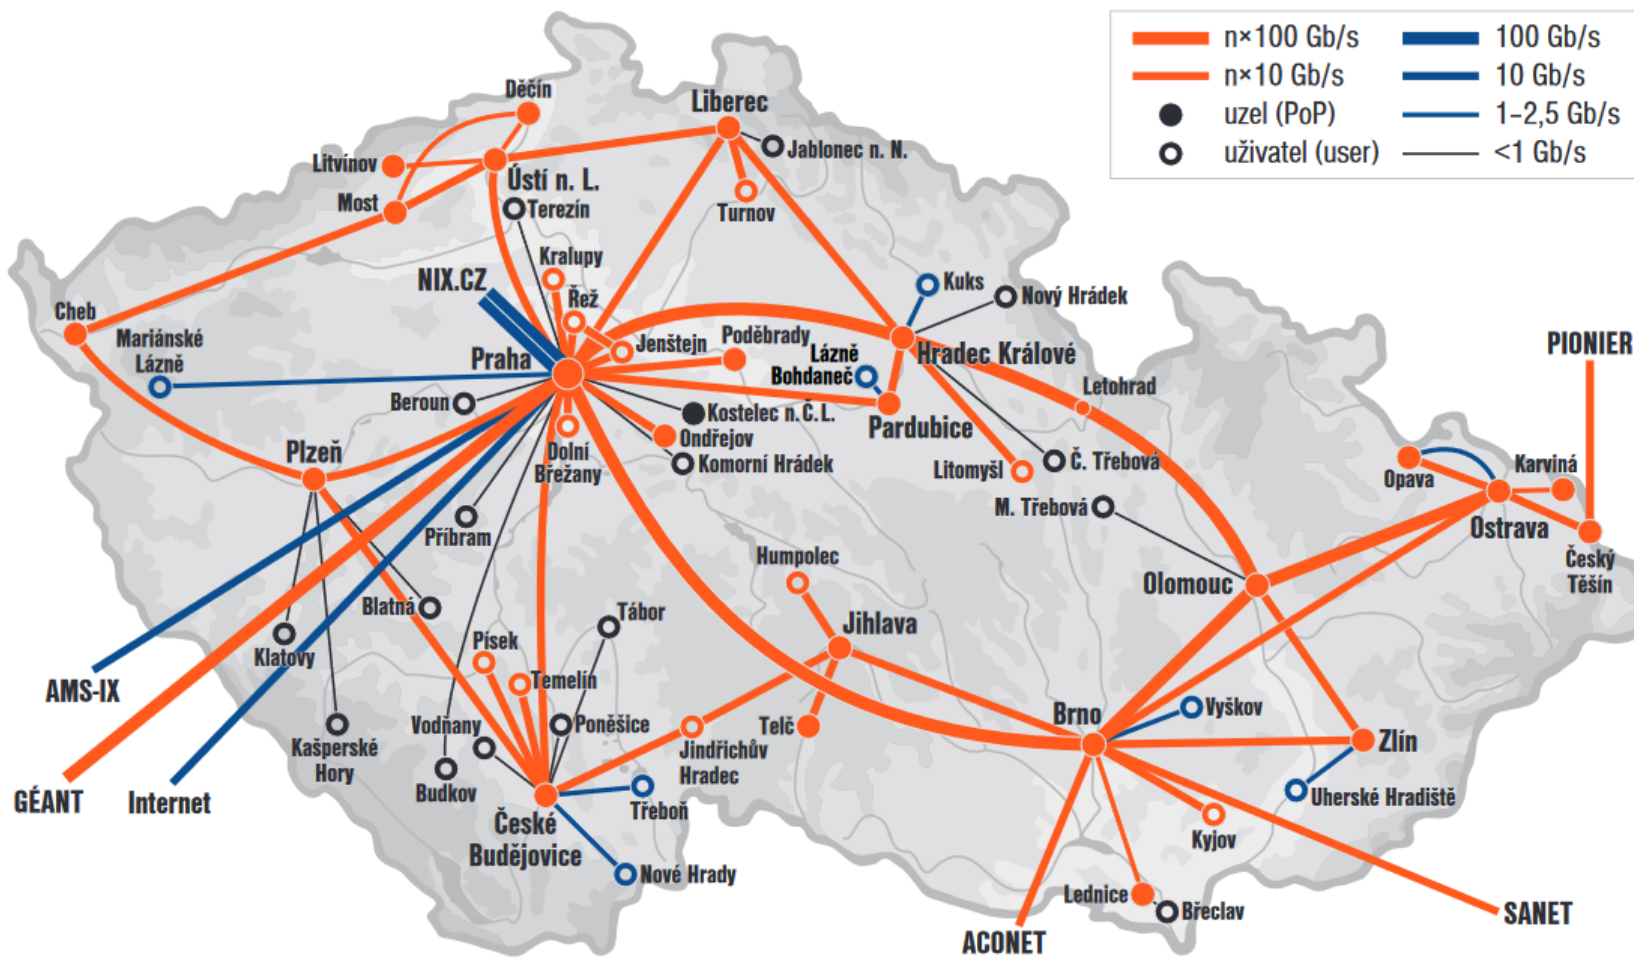 n×100 Gb/s
100 Gb/s
n×10 Gb/s
10 Gb/s
uzel (PoP)
1–2,5 Gb/s
uživatel (user)
<1 Gb/s
Děčín
Liberec
Jablonec n. N.
Litvínov
Ústí n. L.
Most
Terezín
Turnov
Kralupy
NIX.CZ
Řež
Kuks
Nový Hrádek
Cheb
Mariánské
Lázně
Praha
Jenštejn
Poděbrady
Lázně
Bohdaneč
Hradec Králové
PIONIER
Letohrad
Beroun
Kostelec n.Č.L.
Pardubice
Dolní
Břežany
Ondřejov
Komorní Hrádek
Plzeň
Litomyšl
Č. Třebová
Opava
Karviná
M. Třebová
Ostrava
Příbram
Český
Těšín
Humpolec
Olomouc
Blatná
Tábor
Jihlava
Klatovy
Písek
Temelín
AMS-IX
Vodňany
Poněšice
Telč
Brno
Vyškov
Zlín
Kašperské
Hory
Jindřichův
Hradec
GÉANT
Internet
Budkov
Třeboň
Uherské Hradiště
České
Budějovice
Kyjov
Nové Hrady
Lednice
Břeclav
SANET
ACONET